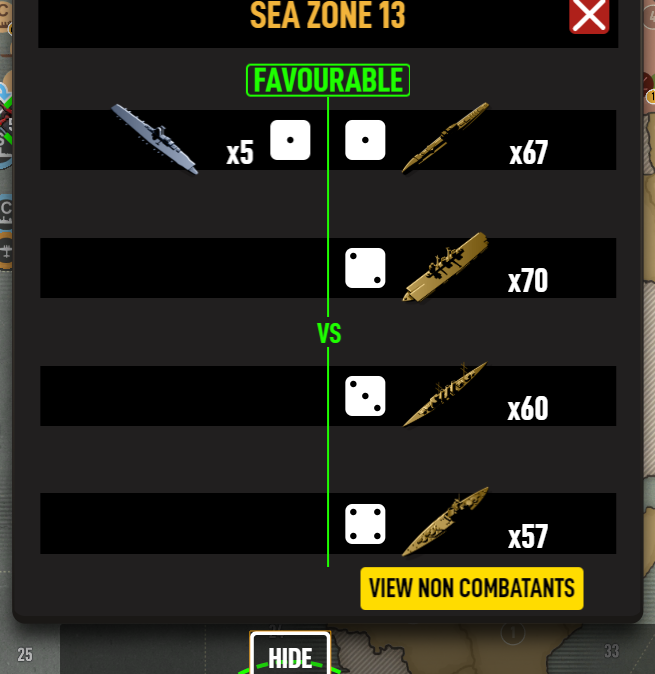 SEA ZONE 13
FAVOURABLE
x5
x67
x70
VS
x60
x57
VIEW NON COMBATANTS
25
HIDE
33